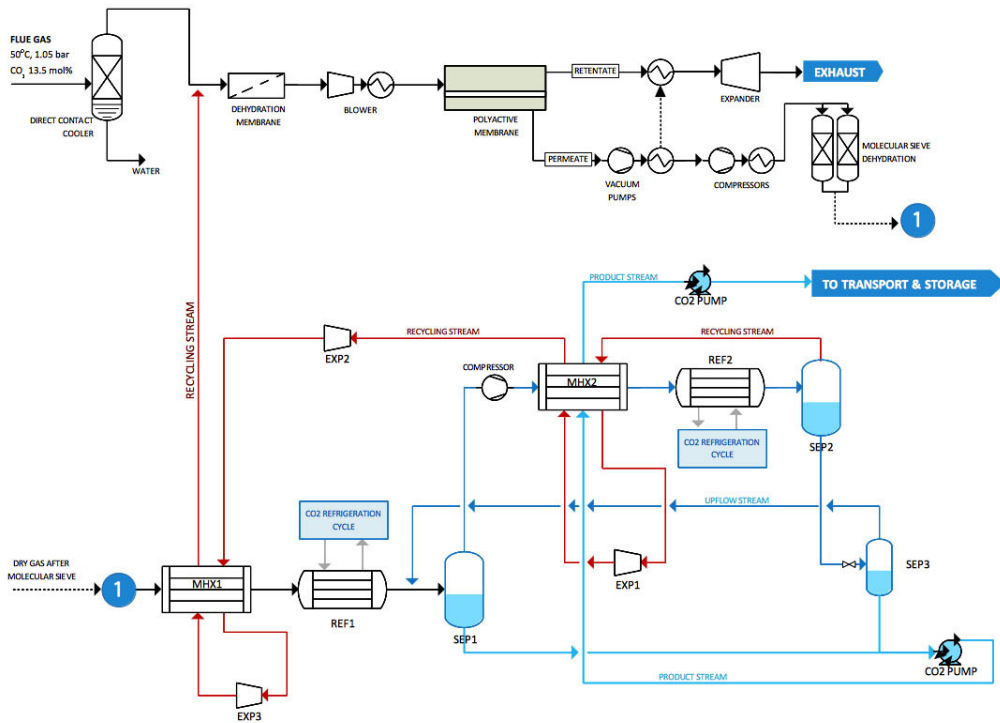 FLUE GAS
50°C, 1.05 bar
CO₂ 13.5 mol%
DIRECT CONTACT
COOLER
WATER
DEHYDRATION
MEMBRANE
BLOWER
POLYACTIVE
MEMBRANE
RETENTATE
EXPANDER
EXHAUST
PERMEATE
VACUUM
PUMPS
COMPRESSORS
MOLECULAR SIEVE
DEHYDRATION
1
RECYCLING STREAM
PRODUCT STREAM
CO2 PUMP
TO TRANSPORT & STORAGE
EXP2
RECYCLING STREAM
RECYCLING STREAM
COMPRESSOR
MHX2
REF2
CO2 REFRIGERATION
CYCLE
SEP2
CO2 REFRIGERATION
CYCLE
UPFLOW STREAM
DRY GAS AFTER
MOLECULAR SIEVE
1
MHX1
REF1
SEP1
EXP1
SEP3
CO2 PUMP
PRODUCT STREAM
EXP3